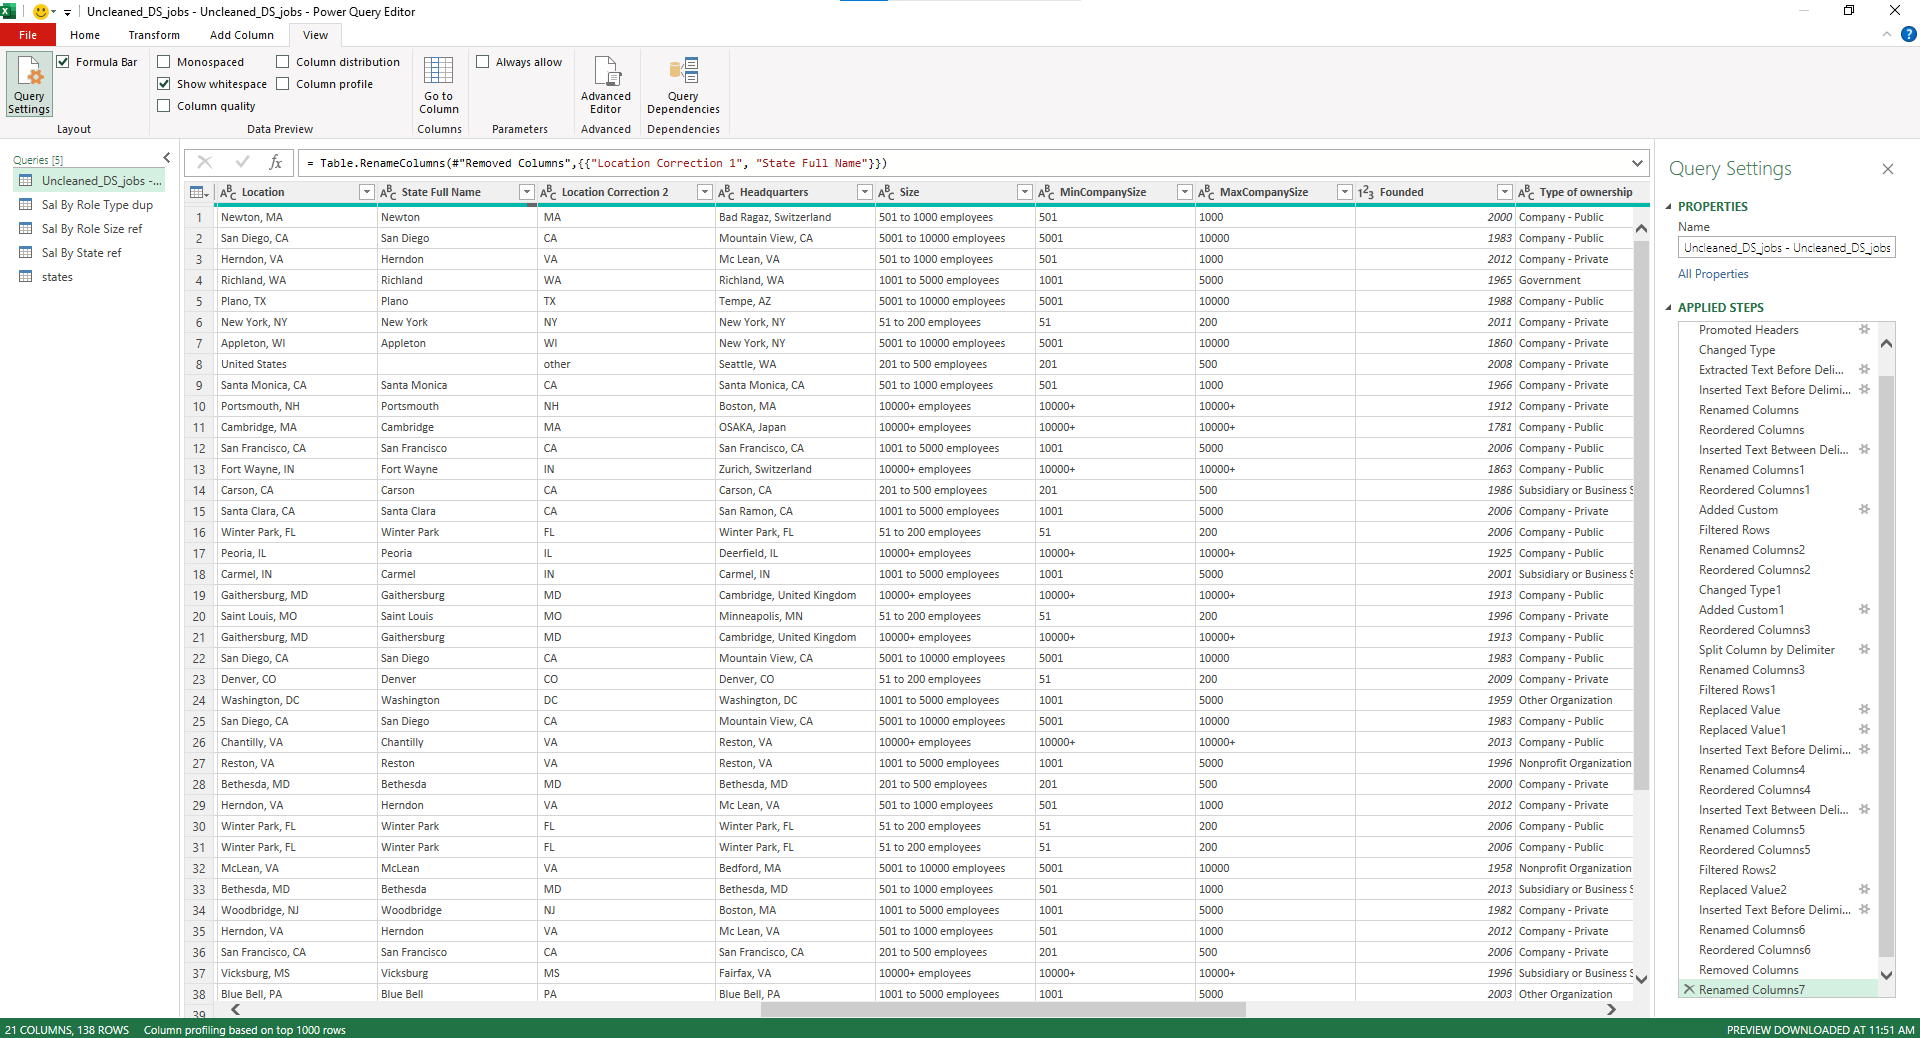 Uncleaned_DS_jobs - Uncleaned_DS_jobs - Power Query Editor
File Home Transform Add Column View
Query Settings
Formula Bar
Layout
Monospaced
Show whitespace
Column quality
Column distribution
Column profile
Data Preview
Go to Column
Columns
Always allow
Parameters
Advanced Editor
Advanced
Query Dependencies
Dependencies
Queries [5]
Uncleaned_DS_jobs -...
Sal By Role Type dup
Sal By Role Size ref
Sal By State ref
states
fx = Table.RenameColumns(#"Removed Columns",{{"Location Correction 1", "State Full Name"}})
ABC Location ABC State Full Name ABC Location Correction 2 ABC Headquarters ABC Size ABC MinCompanySize ABC MaxCompanySize 123 Founded ABC Type of ownership
1 Newton, MA Newton MA Bad Ragaz, Switzerland 501 to 1000 employees 501 1000 2000 Company - Public
2 San Diego, CA San Diego CA Mountain View, CA 5001 to 10000 employees 5001 10000 1983 Company - Public
3 Herndon, VA Herndon VA Mc Lean, VA 501 to 1000 employees 501 1000 2012 Company - Private
4 Richland, WA Richland WA Richland, WA 1001 to 5000 employees 1001 5000 1965 Government
5 Plano, TX Plano TX Tempe, AZ 5001 to 10000 employees 5001 10000 1988 Company - Public
6 New York, NY New York NY New York, NY 51 to 200 employees 51 200 2011 Company - Private
7 Appleton, WI Appleton WI New York, NY 5001 to 10000 employees 5001 10000 1860 Company - Private
8 United States other Seattle, WA 201 to 500 employees 201 500 2008 Company - Private
9 Santa Monica, CA Santa Monica CA Santa Monica, CA 501 to 1000 employees 501 1000 1966 Company - Private
10 Portsmouth, NH Portsmouth NH Boston, MA 10000+ employees 10000+ 10000+ 1912 Company - Private
11 Cambridge, MA Cambridge MA OSAKA, Japan 10000+ employees 10000+ 10000+ 1781 Company - Public
12 San Francisco, CA San Francisco CA San Francisco, CA 1001 to 5000 employees 1001 5000 2006 Company - Public
13 Fort Wayne, IN Fort Wayne IN Zurich, Switzerland 10000+ employees 10000+ 10000+ 1863 Company - Public
14 Carson, CA Carson CA Carson, CA 201 to 500 employees 201 500 1986 Subsidiary or Business S
15 Santa Clara, CA Santa Clara CA San Ramon, CA 1001 to 5000 employees 1001 5000 2006 Company - Private
16 Winter Park, FL Winter Park FL Winter Park, FL 51 to 200 employees 51 200 2006 Company - Public
17 Peoria, IL Peoria IL Deerfield, IL 10000+ employees 10000+ 10000+ 1925 Company - Public
18 Carmel, IN Carmel IN Carmel, IN 1001 to 5000 employees 1001 5000 2001 Subsidiary or Business S
19 Gaithersburg, MD Gaithersburg MD Cambridge, United Kingdom 10000+ employees 10000+ 10000+ 1913 Company - Public
20 Saint Louis, MO Saint Louis MO Minneapolis, MN 51 to 200 employees 51 200 1996 Company - Private
21 Gaithersburg, MD Gaithersburg MD Cambridge, United Kingdom 10000+ employees 10000+ 10000+ 1913 Company - Public
22 San Diego, CA San Diego CA Mountain View, CA 5001 to 10000 employees 5001 10000 1983 Company - Public
23 Denver, CO Denver CO Denver, CO 51 to 200 employees 51 200 2009 Company - Private
24 Washington, DC Washington DC Washington, DC 1001 to 5000 employees 1001 5000 1959 Other Organization
25 San Diego, CA San Diego CA Mountain View, CA 5001 to 10000 employees 5001 10000 1983 Company - Public
26 Chantilly, VA Chantilly VA Reston, VA 10000+ employees 10000+ 10000+ 2013 Company - Public
27 Reston, VA Reston VA Reston, VA 1001 to 5000 employees 1001 5000 1996 Nonprofit Organization
28 Bethesda, MD Bethesda MD Bethesda, MD 201 to 500 employees 201 500 2000 Company - Private
29 Herndon, VA Herndon VA Mc Lean, VA 501 to 1000 employees 501 1000 2012 Company - Private
30 Winter Park, FL Winter Park FL Winter Park, FL 51 to 200 employees 51 200 2006 Company - Public
31 Winter Park, FL Winter Park FL Winter Park, FL 51 to 200 employees 51 200 2006 Company - Public
32 McLean, VA McLean VA Bedford, MA 5001 to 10000 employees 5001 10000 1958 Nonprofit Organization
33 Bethesda, MD Bethesda MD Bethesda, MD 501 to 1000 employees 501 1000 2013 Subsidiary or Business S
34 Woodbridge, NJ Woodbridge NJ Boston, MA 1001 to 5000 employees 1001 5000 1982 Company - Private
35 Herndon, VA Herndon VA Mc Lean, VA 501 to 1000 employees 501 1000 2012 Company - Private
36 San Francisco, CA San Francisco CA San Francisco, CA 201 to 500 employees 201 500 2006 Company - Private
37 Vicksburg, MS Vicksburg MS Fairfax, VA 10000+ employees 10000+ 10000+ 1996 Subsidiary or Business S
38 Blue Bell, PA Blue Bell PA Blue Bell, PA 1001 to 5000 employees 1001 5000 2003 Other Organization
39
Query Settings
PROPERTIES
Name
Uncleaned_DS_jobs - Uncleaned_DS_jobs
All Properties
APPLIED STEPS
Promoted Headers
Changed Type
Extracted Text Before Deli...
Inserted Text Before Delimi...
Renamed Columns
Reordered Columns
Inserted Text Between Deli...
Renamed Columns1
Reordered Columns1
Added Custom
Filtered Rows
Renamed Columns2
Reordered Columns2
Changed Type1
Added Custom1
Reordered Columns3
Split Column by Delimiter
Renamed Columns3
Filtered Rows1
Replaced Value
Replaced Value1
Inserted Text Before Delimi...
Renamed Columns4
Reordered Columns4
Inserted Text Between Deli...
Renamed Columns5
Reordered Columns5
Filtered Rows2
Replaced Value2
Inserted Text Before Delimi...
Renamed Columns6
Reordered Columns6
Removed Columns
Renamed Columns7
21 COLUMNS, 138 ROWS Column profiling based on top 1000 rows PREVIEW DOWNLOADED AT 11:51 AM